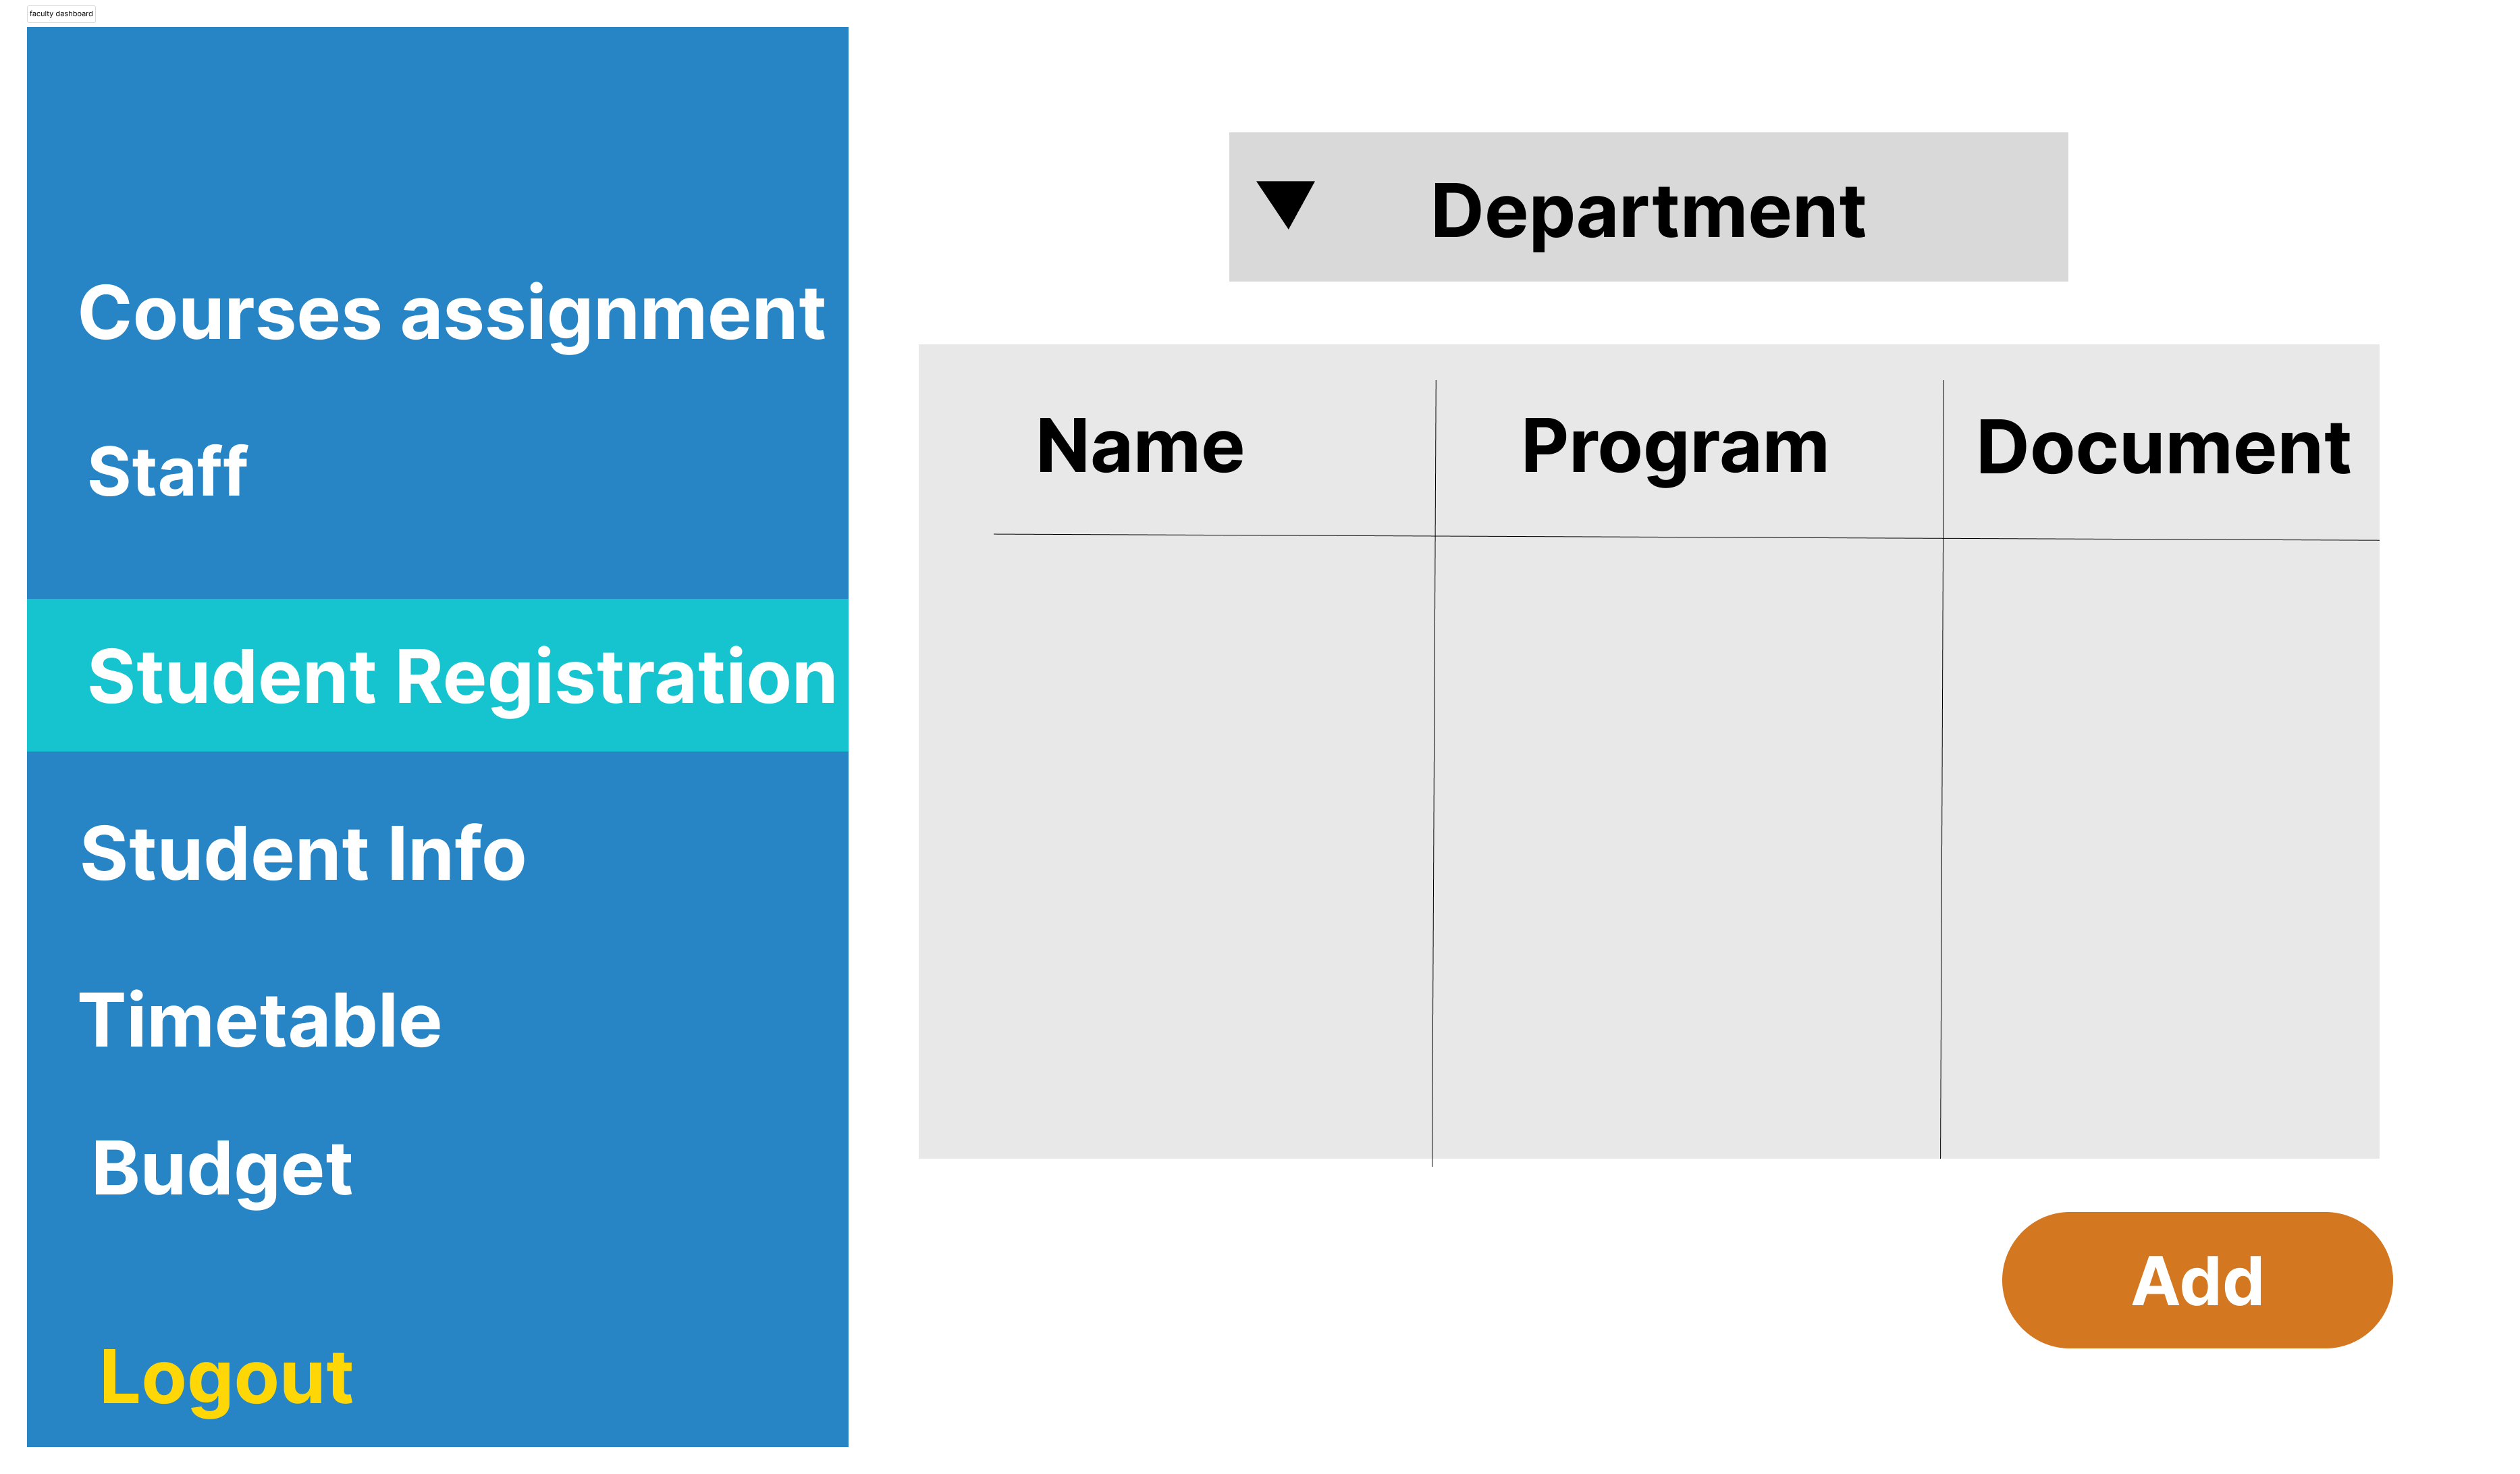 faculty dashboard
Courses assignment
Staff
Student Registration
Student Info
Timetable
Budget
Logout
Department
Name Program Document
Add